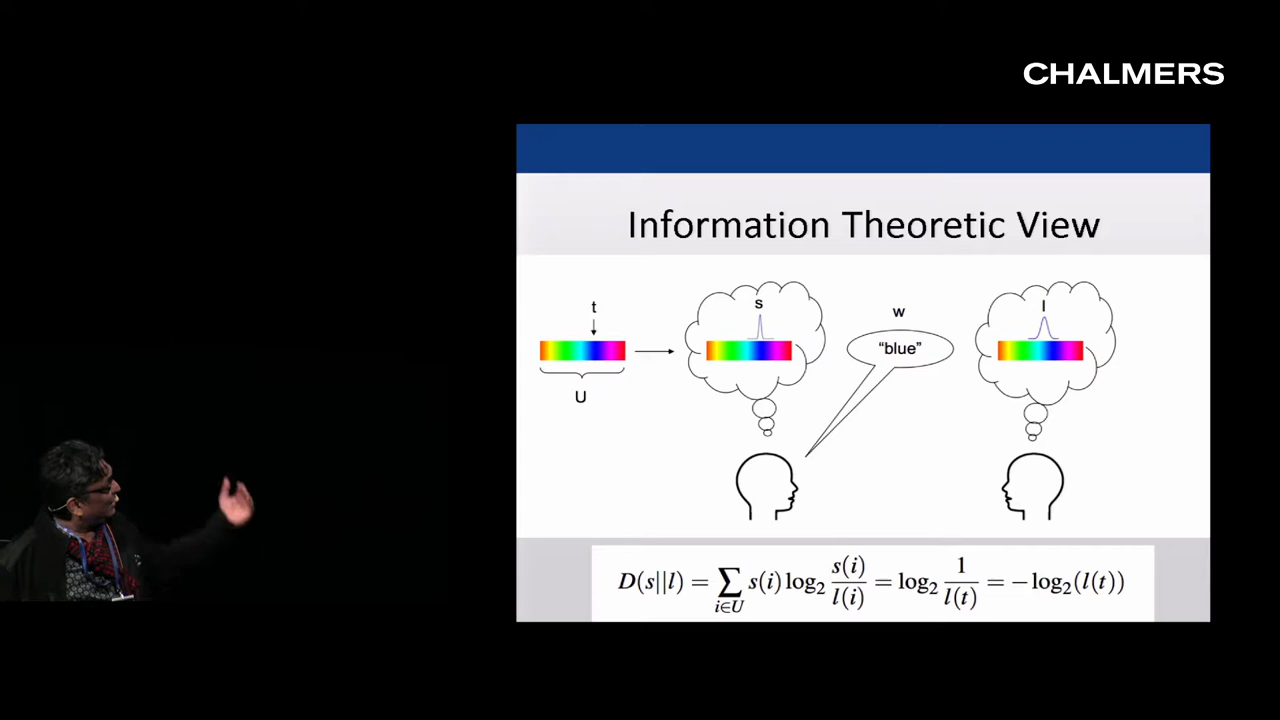 CHALMERS
Information Theoretic View
t
U
s
w
"blue"
l
D(s||l) = ∑_{i∈U} s(i) log₂ s(i)/l(i) = log₂ 1/l(t) = −log₂(l(t))